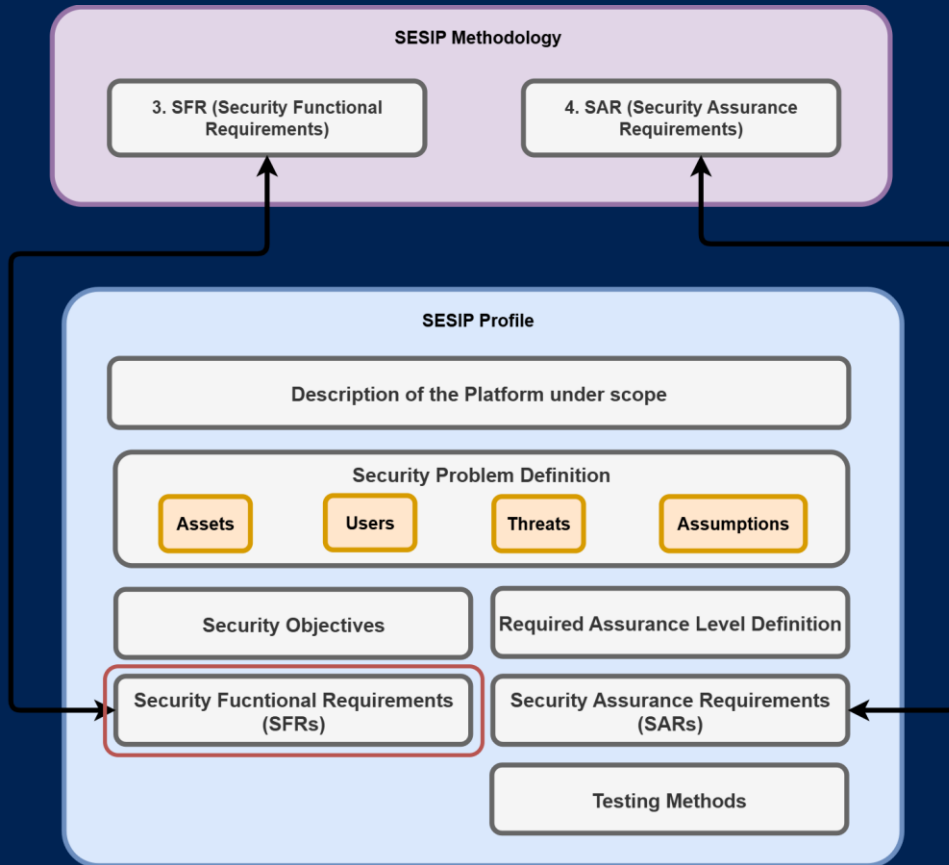 SESIP Methodology
3. SFR (Security Functional
Requirements)
4. SAR (Security Assurance
Requirements)
SESIP Profile
Description of the Platform under scope
Security Problem Definition
Assets
Users
Threats
Assumptions
Security Objectives
Required Assurance Level Definition
Security Fucntional Requirements
(SFRs)
Security Assurance Requirements
(SARs)
Testing Methods